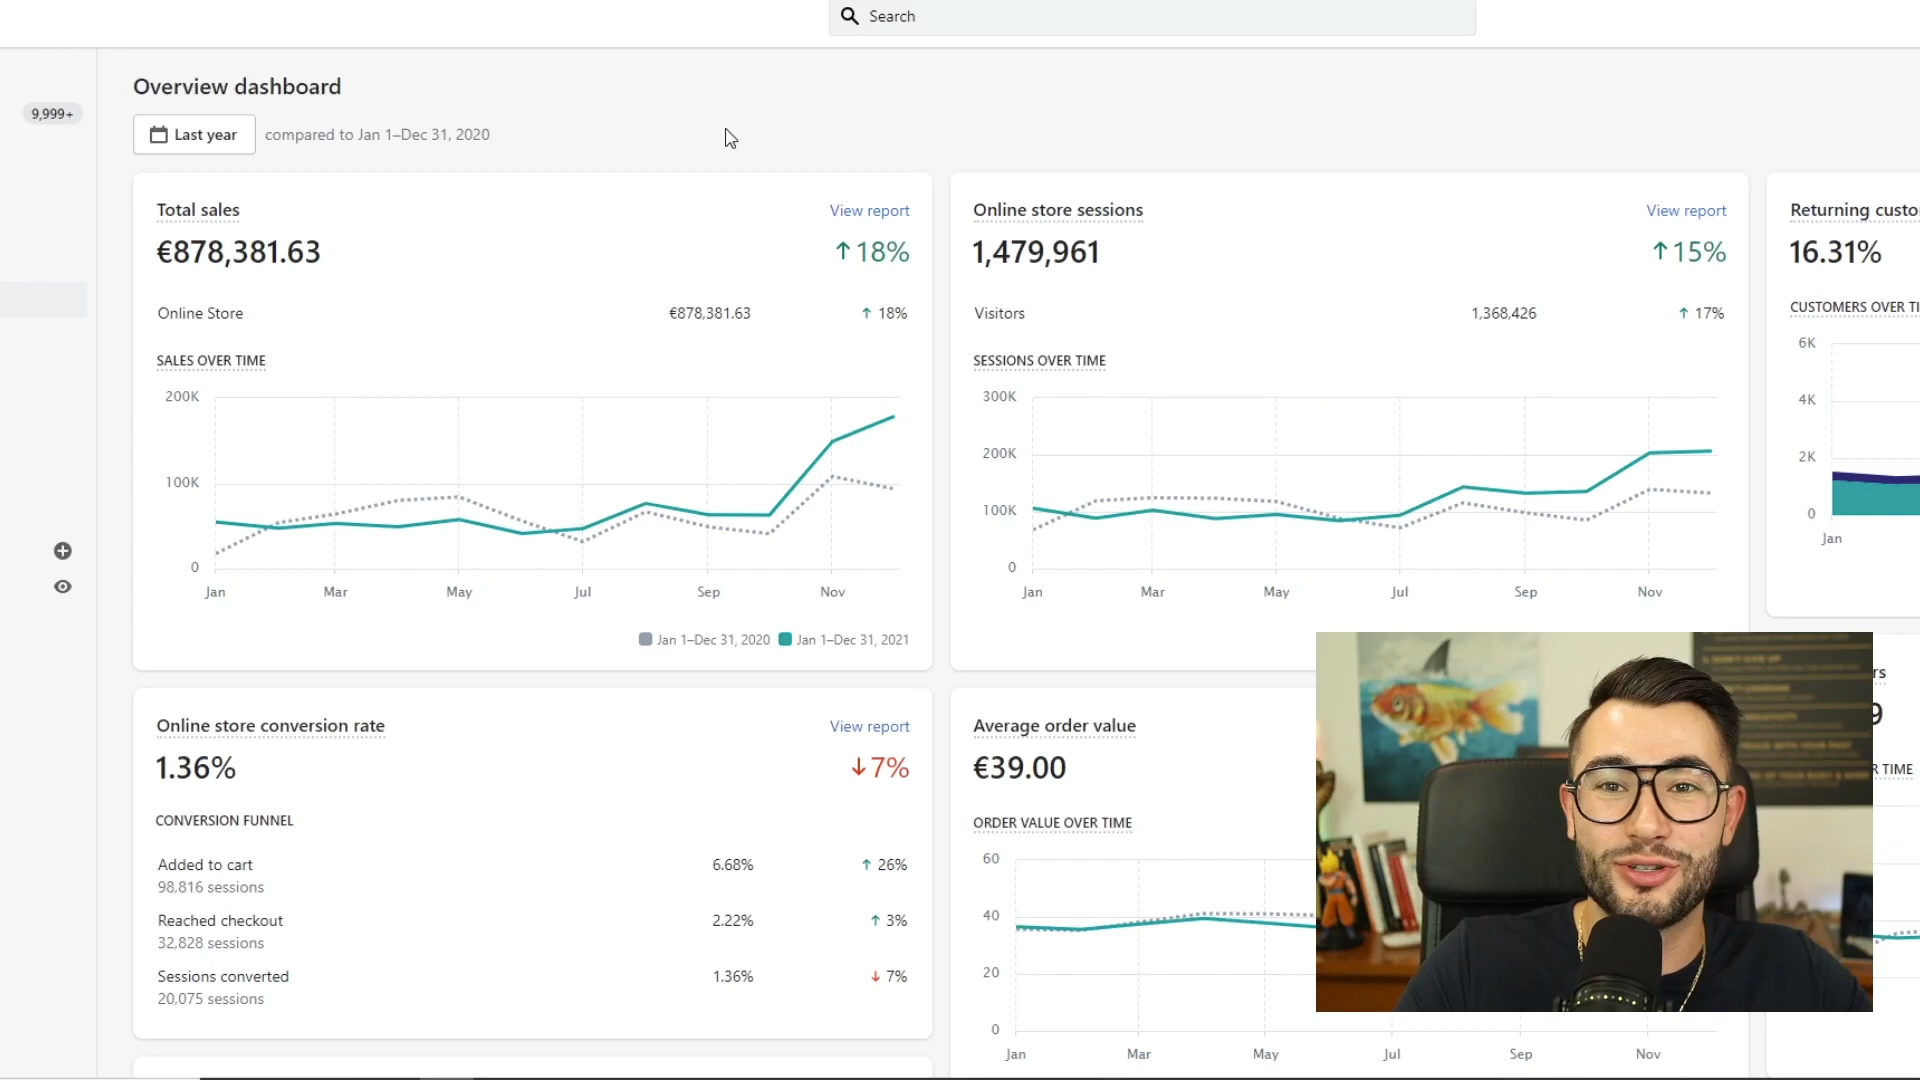 Search
Overview dashboard
9,999+
Last year compared to Jan 1–Dec 31, 2020
Total sales View report
€878,381.63 ↑18%
Online Store €878,381.63 ↑ 18%
SALES OVER TIME
200K
100K
0
Jan Mar May Jul Sep Nov
Jan 1–Dec 31, 2020 Jan 1–Dec 31, 2021
Online store sessions View report
1,479,961 ↑15%
Visitors 1,368,426 ↑ 17%
SESSIONS OVER TIME
300K
200K
100K
0
Jan Mar May Jul Sep Nov
Returning custo
16.31%
CUSTOMERS OVER TI
6K
4K
2K
0
Jan
Online store conversion rate View report
1.36% ↓7%
CONVERSION FUNNEL
Added to cart 6.68% ↑ 26%
98,816 sessions
Reached checkout 2.22% ↑ 3%
32,828 sessions
Sessions converted 1.36% ↓ 7%
20,075 sessions
Average order value
€39.00
ORDER VALUE OVER TIME
60
40
20
0
Jan Mar May Jul Sep Nov
rs
9
R TIME